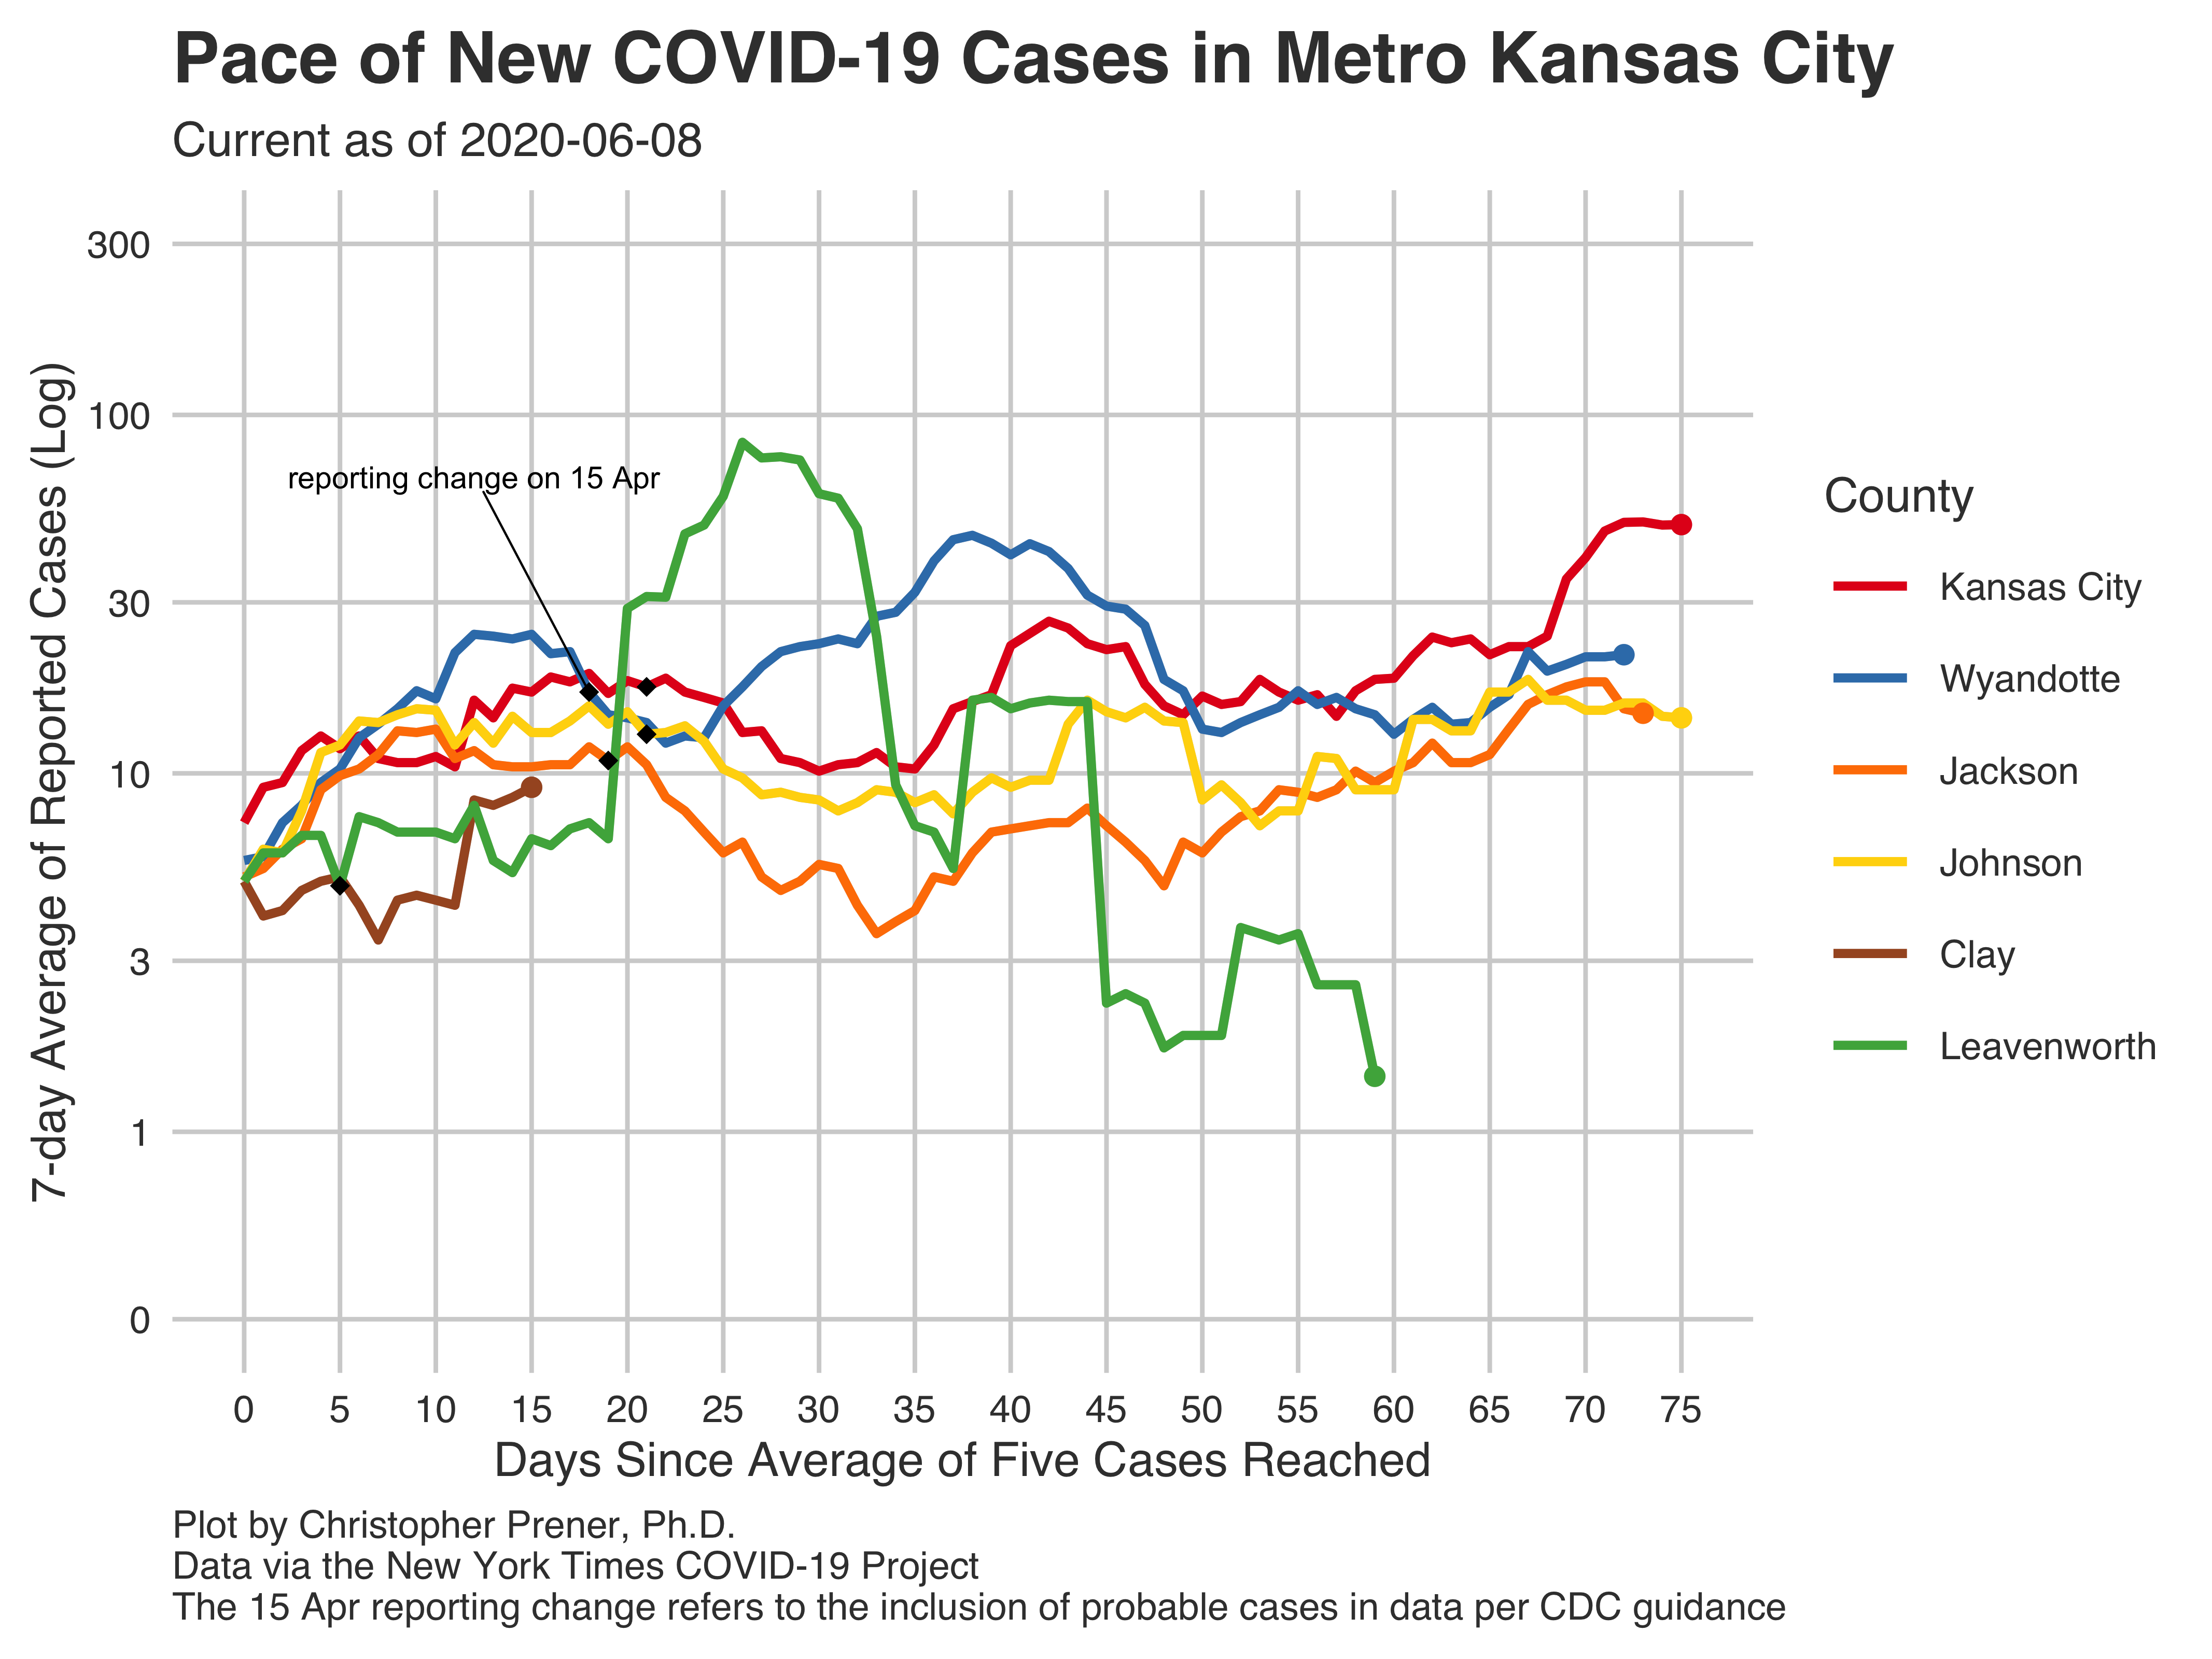 Pace of New COVID-19 Cases in Metro Kansas City
Current as of 2020-06-08
7-day Average of Reported Cases (Log)
300
100
30
10
3
1
0
reporting change on 15 Apr
0 5 10 15 20 25 30 35 40 45 50 55 60 65 70 75
Days Since Average of Five Cases Reached
County
Kansas City
Wyandotte
Jackson
Johnson
Clay
Leavenworth
Plot by Christopher Prener, Ph.D.
Data via the New York Times COVID-19 Project
The 15 Apr reporting change refers to the inclusion of probable cases in data per CDC guidance